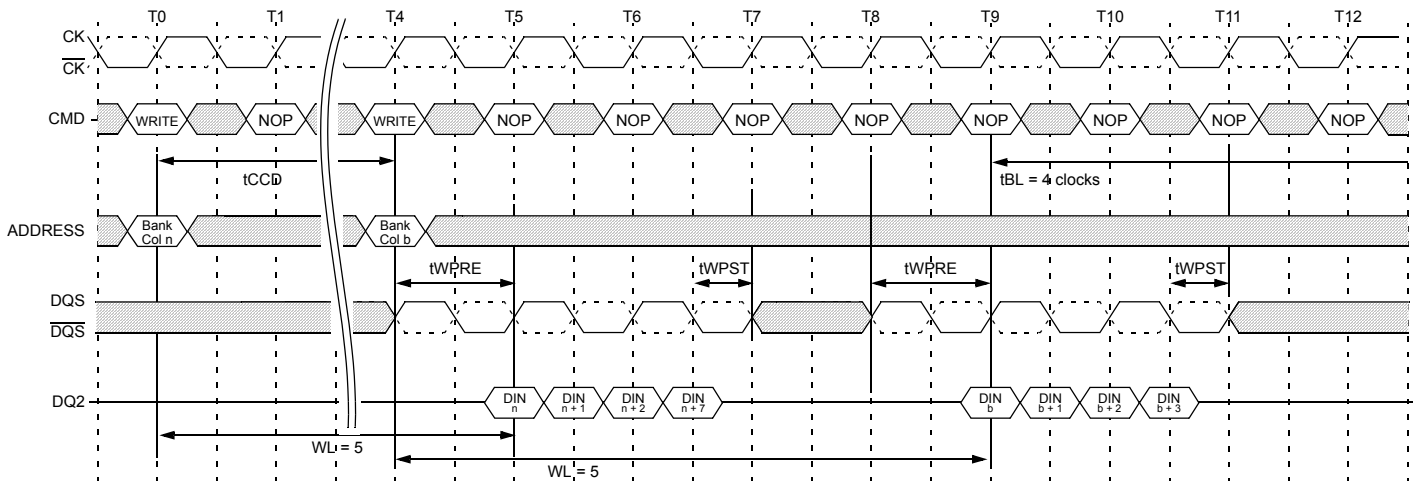 T0 T1 T4 T5 T6 T7 T8 T9 T10 T11 T12
CK
CK
CMD WRITE NOP WRITE NOP NOP NOP NOP NOP NOP NOP NOP
tCCD tBL = 4 clocks
ADDRESS Bank Col n Bank Col b
tWPRE tWPST tWPRE tWPST
DQS
DQS
DQ2 DIN n DIN n + 1 DIN n + 2 DIN n + 7 DIN b DIN b + 1 DIN b + 2 DIN b + 3
WL = 5
WL = 5